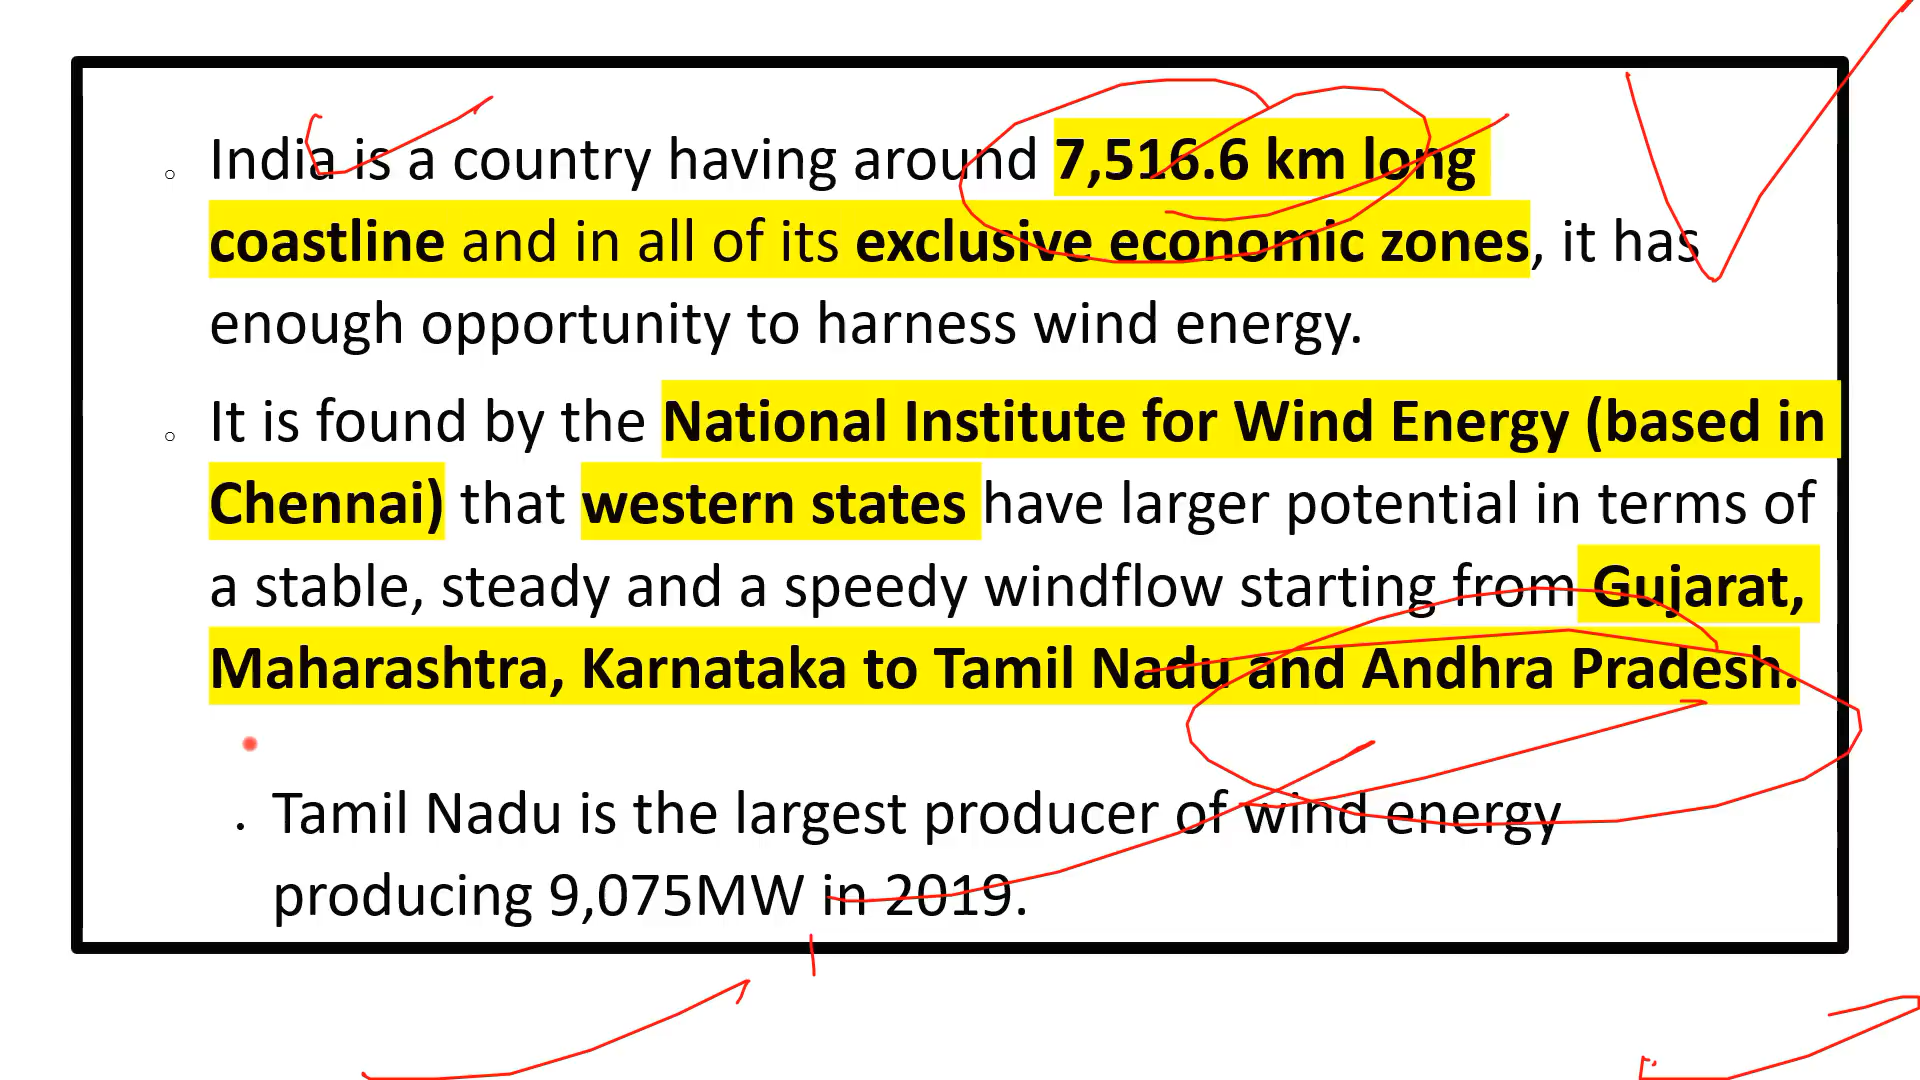 India is a country having around 7,516.6 km long
coastline and in all of its exclusive economic zones, it has
enough opportunity to harness wind energy.
It is found by the National Institute for Wind Energy (based in
Chennai) that western states have larger potential in terms of
a stable, steady and a speedy windflow starting from Gujarat,
Maharashtra, Karnataka to Tamil Nadu and Andhra Pradesh.
Tamil Nadu is the largest producer of wind energy
producing 9,075MW in 2019.